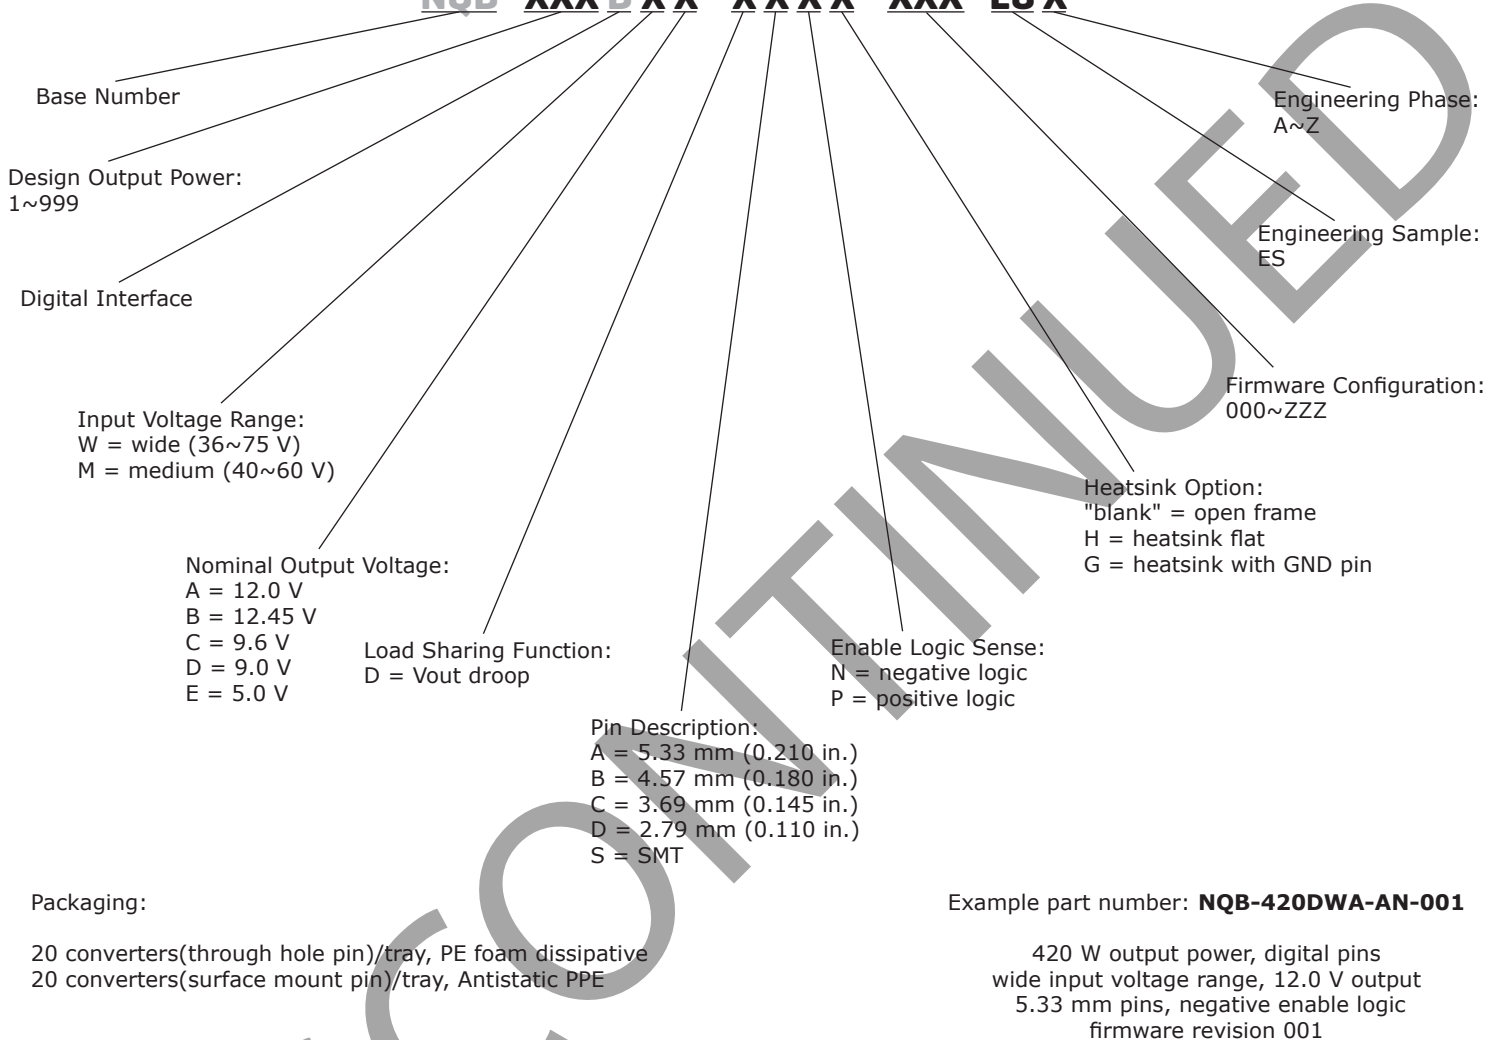 NQB - XXX D X X - X X X X - XXX - ES X
Base Number
Design Output Power:
1~999
Digital Interface
Input Voltage Range:
W = wide (36~75 V)
M = medium (40~60 V)
Nominal Output Voltage:
A = 12.0 V
B = 12.45 V
C = 9.6 V
D = 9.0 V
E = 5.0 V
Load Sharing Function:
D = Vout droop
Pin Description:
A = 5.33 mm (0.210 in.)
B = 4.57 mm (0.180 in.)
C = 3.69 mm (0.145 in.)
D = 2.79 mm (0.110 in.)
S = SMT
Enable Logic Sense:
N = negative logic
P = positive logic
Heatsink Option:
"blank" = open frame
H = heatsink flat
G = heatsink with GND pin
Firmware Configuration:
000~ZZZ
Engineering Sample:
ES
Engineering Phase:
A~Z
Packaging:
20 converters(through hole pin)/tray, PE foam dissipative
20 converters(surface mount pin)/tray, Antistatic PPE
Example part number: NQB-420DWA-AN-001
420 W output power, digital pins
wide input voltage range, 12.0 V output
5.33 mm pins, negative enable logic
firmware revision 001
CONTINUED